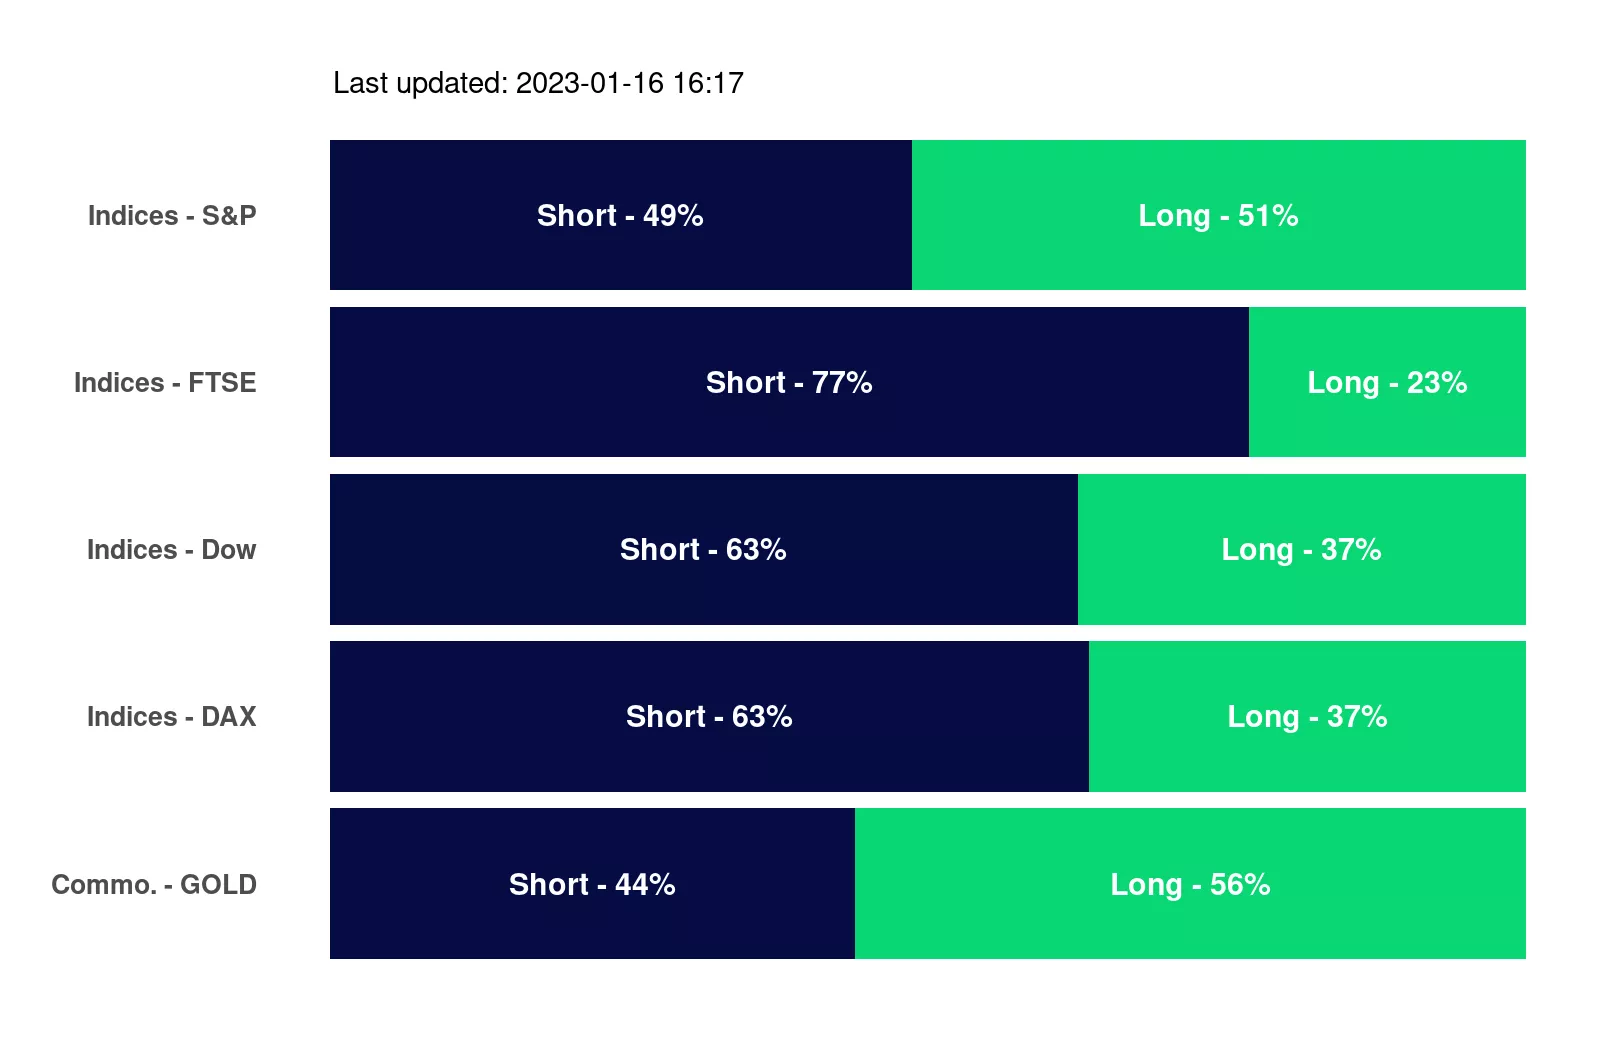 Last updated: 2023-01-16 16:17
Indices - S&P Short - 49% Long - 51%
Indices - FTSE Short - 77% Long - 23%
Indices - Dow Short - 63% Long - 37%
Indices - DAX Short - 63% Long - 37%
Commo. - GOLD Short - 44% Long - 56%